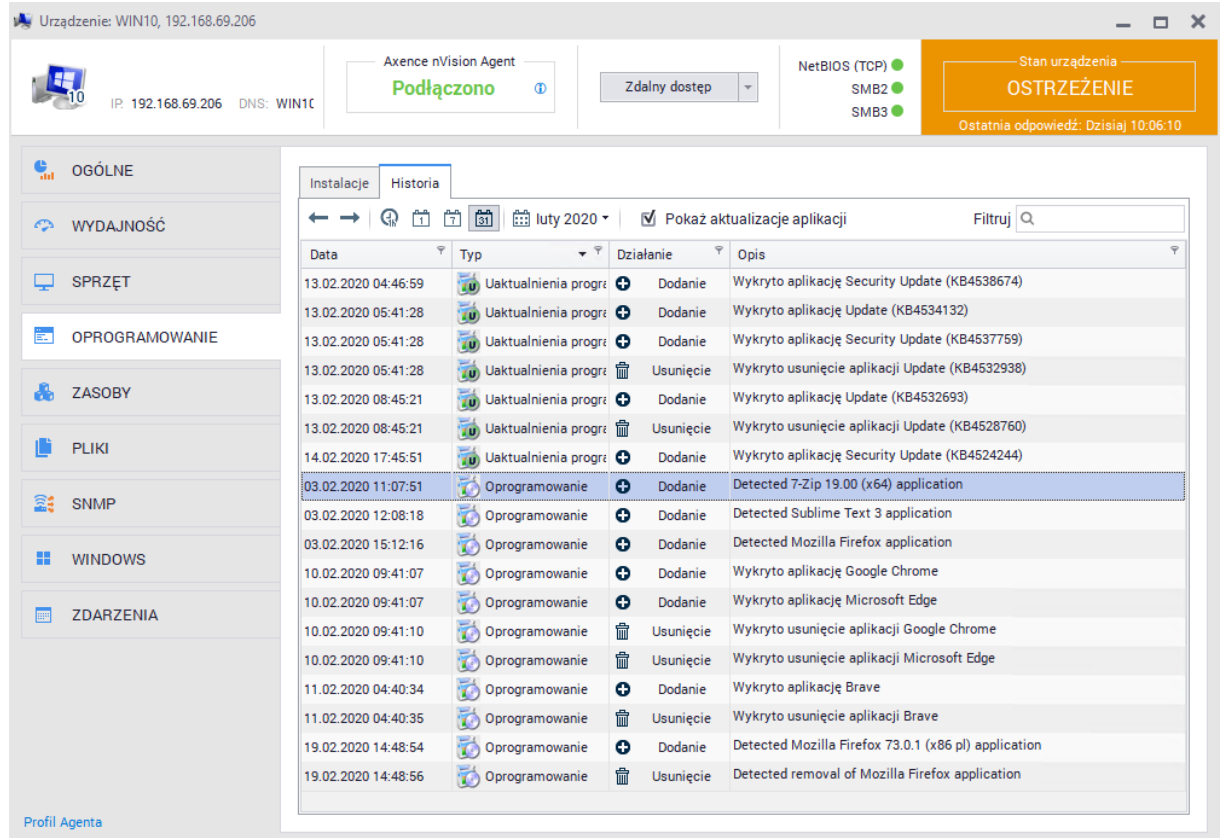 Urządzenie: WIN10, 192.168.69.206
10
IP: 192.168.69.206 DNS: WIN10
Axence nVision Agent
Podłączono
Zdalny dostęp
NetBIOS (TCP)
SMB2
SMB3
Stan urządzenia
OSTRZEŻENIE
Ostatnia odpowiedź: Dzisiaj 10:06:10
OGÓLNE
WYDAJNOŚĆ
SPRZĘT
OPROGRAMOWANIE
ZASOBY
PLIKI
SNMP
WINDOWS
ZDARZENIA
Profil Agenta
Instalacje Historia
1 7 31 luty 2020 Pokaż aktualizacje aplikacji Filtruj
Data Typ Działanie Opis
13.02.2020 04:46:59 Uaktualnienia progra Dodanie Wykryto aplikację Security Update (KB4538674)
13.02.2020 05:41:28 Uaktualnienia progra Dodanie Wykryto aplikację Update (KB4534132)
13.02.2020 05:41:28 Uaktualnienia progra Dodanie Wykryto aplikację Security Update (KB4537759)
13.02.2020 05:41:28 Uaktualnienia progra Usunięcie Wykryto usunięcie aplikacji Update (KB4532938)
13.02.2020 08:45:21 Uaktualnienia progra Dodanie Wykryto aplikację Update (KB4532693)
13.02.2020 08:45:21 Uaktualnienia progra Usunięcie Wykryto usunięcie aplikacji Update (KB4528760)
14.02.2020 17:45:51 Uaktualnienia progra Dodanie Wykryto aplikację Security Update (KB4524244)
03.02.2020 11:07:51 Oprogramowanie Dodanie Detected 7-Zip 19.00 (x64) application
03.02.2020 12:08:18 Oprogramowanie Dodanie Detected Sublime Text 3 application
03.02.2020 15:12:16 Oprogramowanie Dodanie Detected Mozilla Firefox application
10.02.2020 09:41:07 Oprogramowanie Dodanie Wykryto aplikację Google Chrome
10.02.2020 09:41:07 Oprogramowanie Dodanie Wykryto aplikację Microsoft Edge
10.02.2020 09:41:10 Oprogramowanie Usunięcie Wykryto usunięcie aplikacji Google Chrome
10.02.2020 09:41:10 Oprogramowanie Usunięcie Wykryto usunięcie aplikacji Microsoft Edge
11.02.2020 04:40:34 Oprogramowanie Dodanie Wykryto aplikację Brave
11.02.2020 04:40:35 Oprogramowanie Usunięcie Wykryto usunięcie aplikacji Brave
19.02.2020 14:48:54 Oprogramowanie Dodanie Detected Mozilla Firefox 73.0.1 (x86 pl) application
19.02.2020 14:48:56 Oprogramowanie Usunięcie Detected removal of Mozilla Firefox application